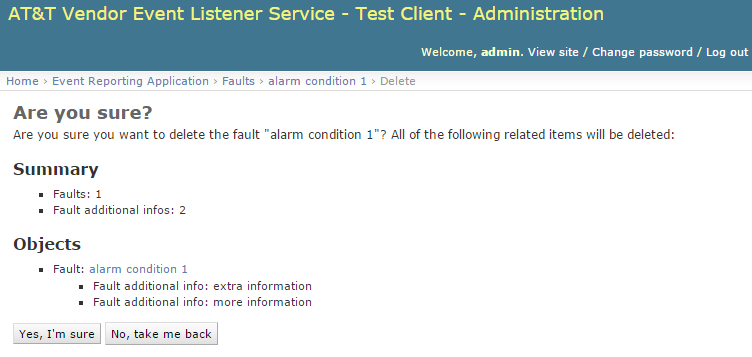 AT&T Vendor Event Listener Service - Test Client - Administration
Welcome, admin. View site / Change password / Log out
Home › Event Reporting Application › Faults › alarm condition 1 › Delete
Are you sure?
Are you sure you want to delete the fault "alarm condition 1"? All of the following related items will be deleted:
Summary
Faults: 1
Fault additional infos: 2
Objects
Fault: alarm condition 1
Fault additional info: extra information
Fault additional info: more information
Yes, I'm sure No, take me back